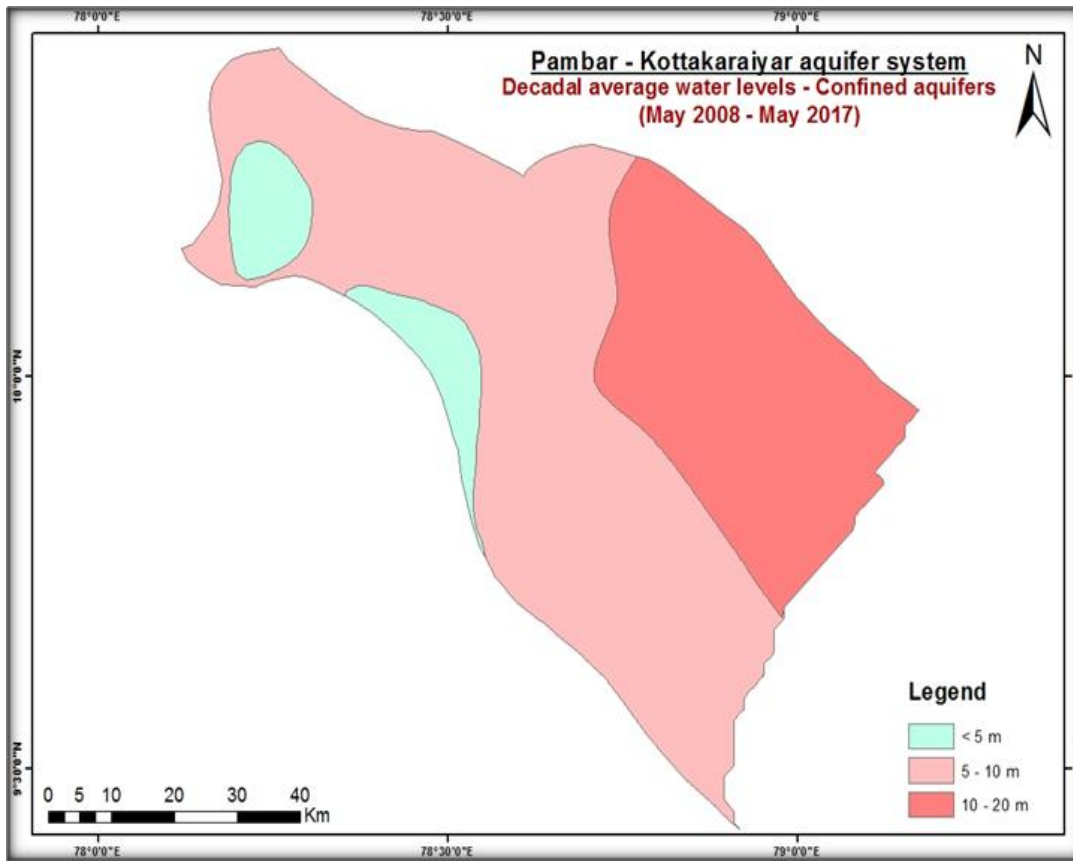 78°0'0"E 78°30'0"E 79°0'0"E
Pambar - Kottakaraiyar aquifer system
Decadal average water levels - Confined aquifers
(May 2008 - May 2017)
N
10°0'0"N
9°30'0"N
Legend
< 5 m
5 - 10 m
10 - 20 m
0 5 10 20 30 40
Km
78°0'0"E 78°30'0"E 79°0'0"E